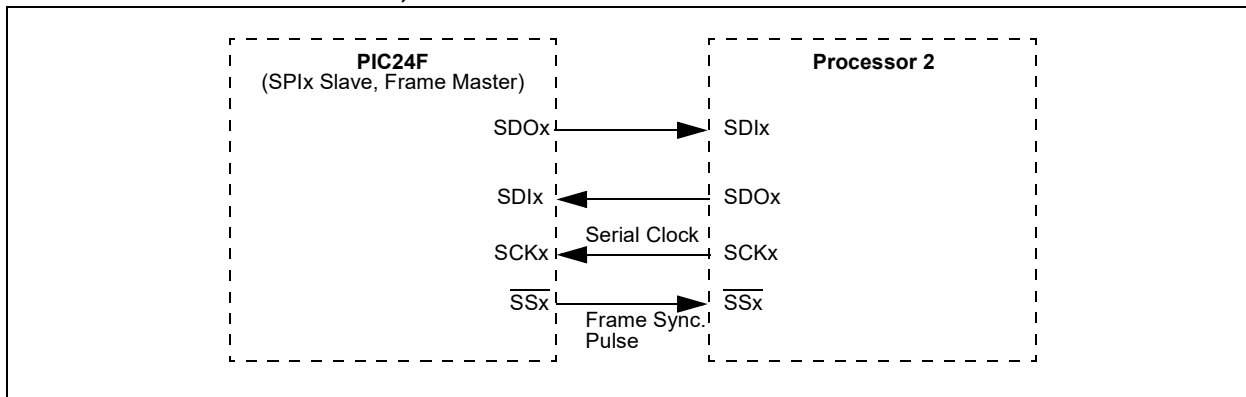 PIC24F
(SPIx Slave, Frame Master)
Processor 2
SDOx
SDIx
SDIx
SDOx
Serial Clock
SCKx
SCKx
SSx
SSx
Frame Sync.
Pulse